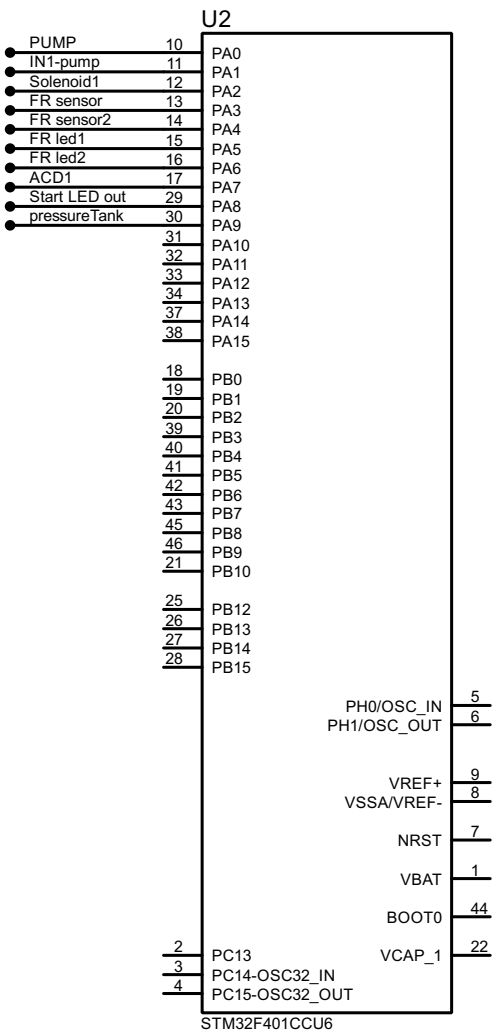 U2
PUMP 10 PA0
IN1-pump 11 PA1
Solenoid1 12 PA2
FR sensor 13 PA3
FR sensor2 14 PA4
FR led1 15 PA5
FR led2 16 PA6
ACD1 17 PA7
Start LED out 29 PA8
pressureTank 30 PA9
31 PA10
32 PA11
33 PA12
34 PA13
37 PA14
38 PA15
18 PB0
19 PB1
20 PB2
39 PB3
40 PB4
41 PB5
42 PB6
43 PB7
45 PB8
46 PB9
21 PB10
25 PB12
26 PB13
27 PB14
28 PB15
PH0/OSC_IN 5
PH1/OSC_OUT 6
VREF+ 9
VSSA/VREF- 8
NRST 7
VBAT 1
BOOT0 44
2 PC13 VCAP_1 22
3 PC14-OSC32_IN
4 PC15-OSC32_OUT
STM32F401CCU6